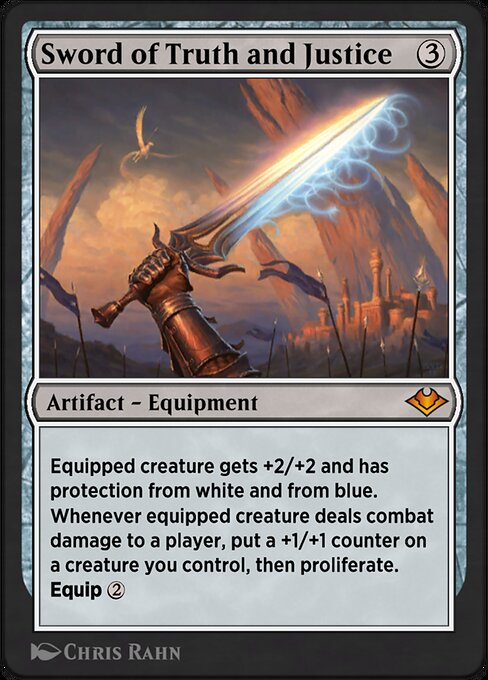 Sword of Truth and Justice 3
Artifact – Equipment
Equipped creature gets +2/+2 and has
protection from white and from blue.
Whenever equipped creature deals combat
damage to a player, put a +1/+1 counter on
a creature you control, then proliferate.
Equip 2
Chris Rahn